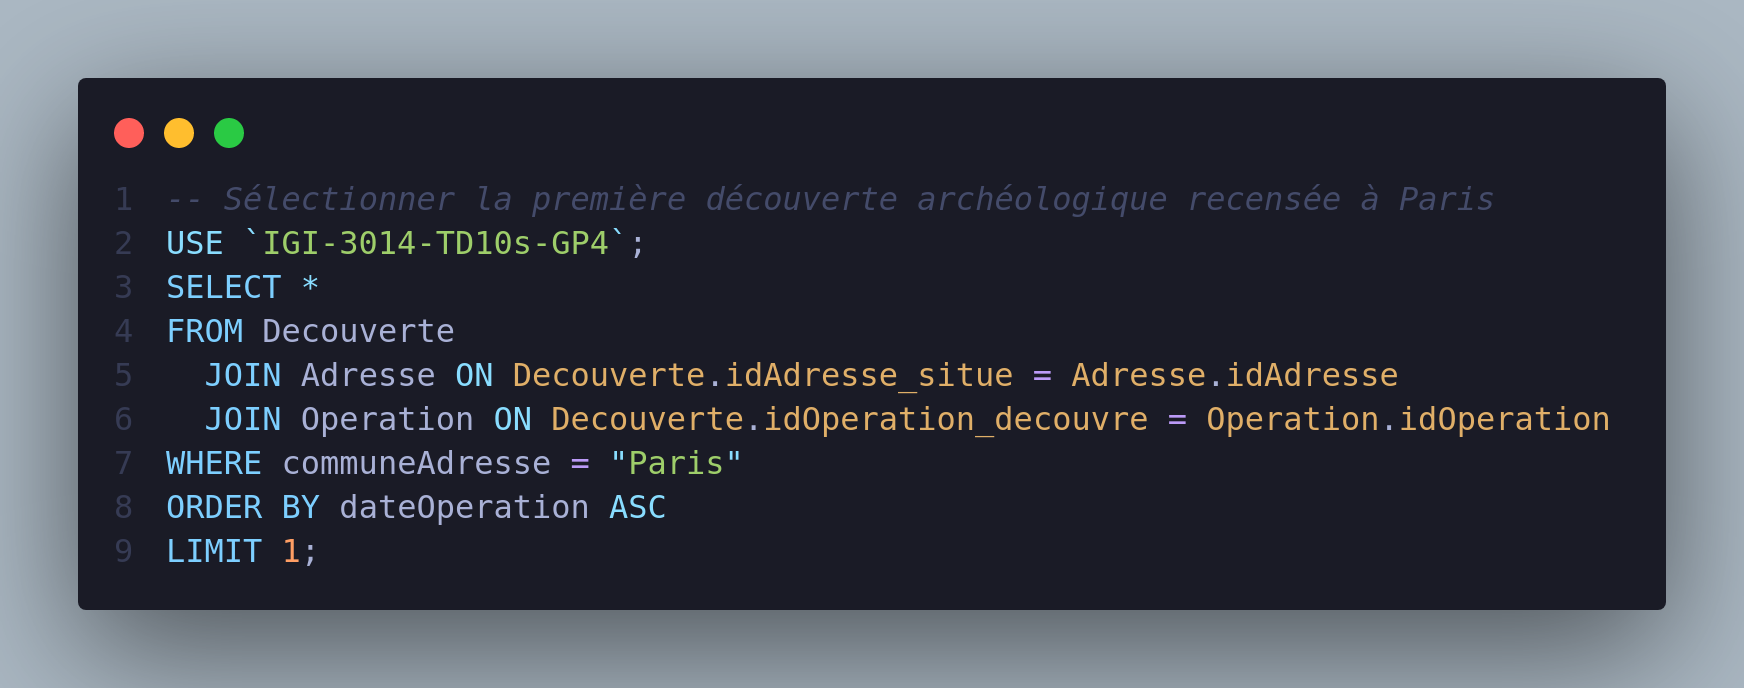 1 -- Sélectionner la première découverte archéologique recensée à Paris
2 USE `IGI-3014-TD10s-GP4`;
3 SELECT *
4 FROM Decouverte
5   JOIN Adresse ON Decouverte.idAdresse_situe = Adresse.idAdresse
6   JOIN Operation ON Decouverte.idOperation_decouvre = Operation.idOperation
7 WHERE communeAdresse = "Paris"
8 ORDER BY dateOperation ASC
9 LIMIT 1;